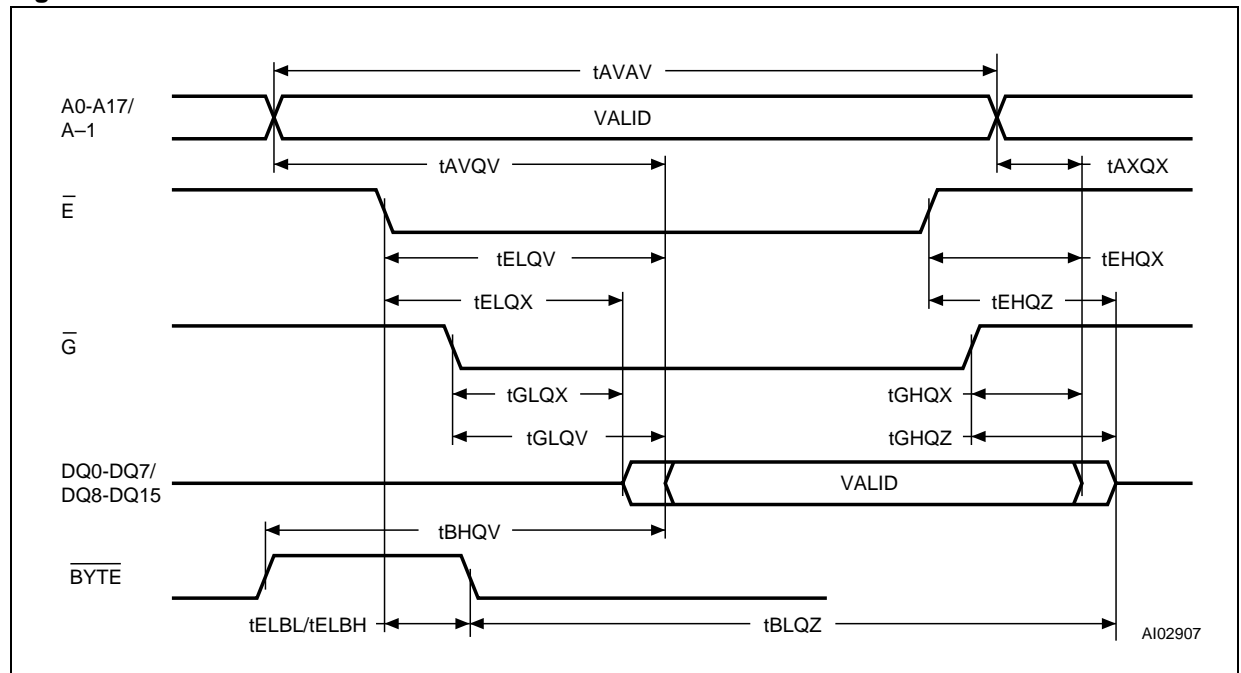 tAVAV
A0-A17/
A–1
VALID
tAVQV
tAXQX
E
tELQV
tEHQX
tELQX
tEHQZ
G
tGLQX
tGHQX
tGLQV
tGHQZ
DQ0-DQ7/
DQ8-DQ15
VALID
tBHQV
BYTE
tELBL/tELBH
tBLQZ
AI02907